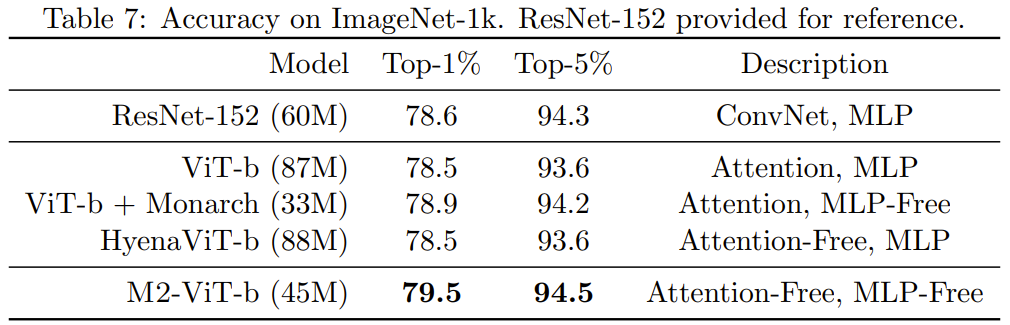 Table 7: Accuracy on ImageNet-1k. ResNet-152 provided for reference.
Model Top-1% Top-5% Description
ResNet-152 (60M) 78.6 94.3 ConvNet, MLP
ViT-b (87M) 78.5 93.6 Attention, MLP
ViT-b + Monarch (33M) 78.9 94.2 Attention, MLP-Free
HyenaViT-b (88M) 78.5 93.6 Attention-Free, MLP
M2-ViT-b (45M) 79.5 94.5 Attention-Free, MLP-Free